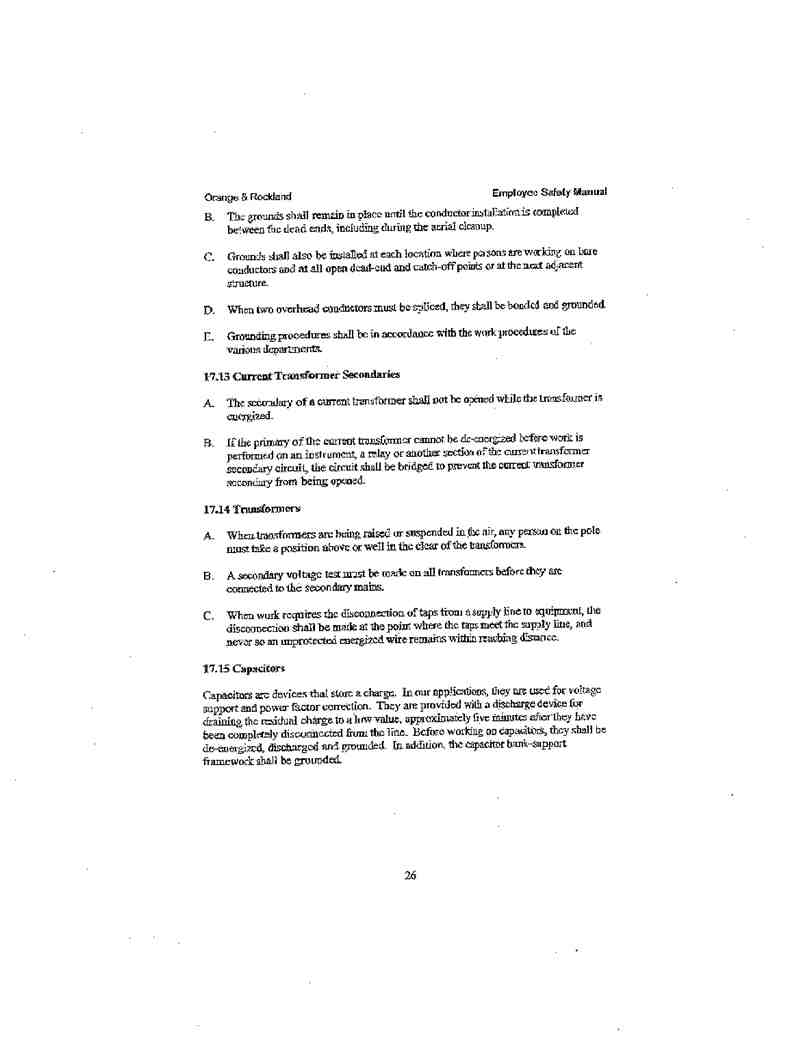 Orange & Rockland Employee Safety Manual
B. The grounds shall remain in place until the conductor installation is completed
between the dead ends, including during the aerial cleanup.
C. Grounds shall also be installed at each location where persons are working on bare
conductors and at all open dead-end and catch-off points or at the next adjacent
structure.
D. When two overhead conductors must be spliced, they shall be bonded and grounded.
E. Grounding procedures shall be in accordance with the work procedures of the
various departments.
17.13 Current Transformer Secondaries
A. The secondary of a current transformer shall not be opened while the transformer is
energized.
B. If the primary of the current transformer cannot be de-energized before work is
performed on an instrument, a relay or another section of the current transformer
secondary circuit, the circuit shall be bridged to prevent the current transformer
secondary from being opened.
17.14 Transformers
A. When transformers are being raised or suspended in the air, any person on the pole
must take a position above or well in the clear of the transformers.
B. A secondary voltage test must be made on all transformers before they are
connected to the secondary mains.
C. When work requires the disconnection of taps from a supply line to equipment, the
disconnection shall be made at the point where the taps meet the supply line, and
never so an unprotected energized wire remains within reaching distance.
17.15 Capacitors
Capacitors are devices that store a charge. In our applications, they are used for voltage
support and power factor correction. They are provided with a discharge device for
draining the residual charge to a low value, approximately five minutes after they have
been completely disconnected from the line. Before working on capacitors, they shall be
de-energized, discharged and grounded. In addition, the capacitor bank-support
framework shall be grounded.
26